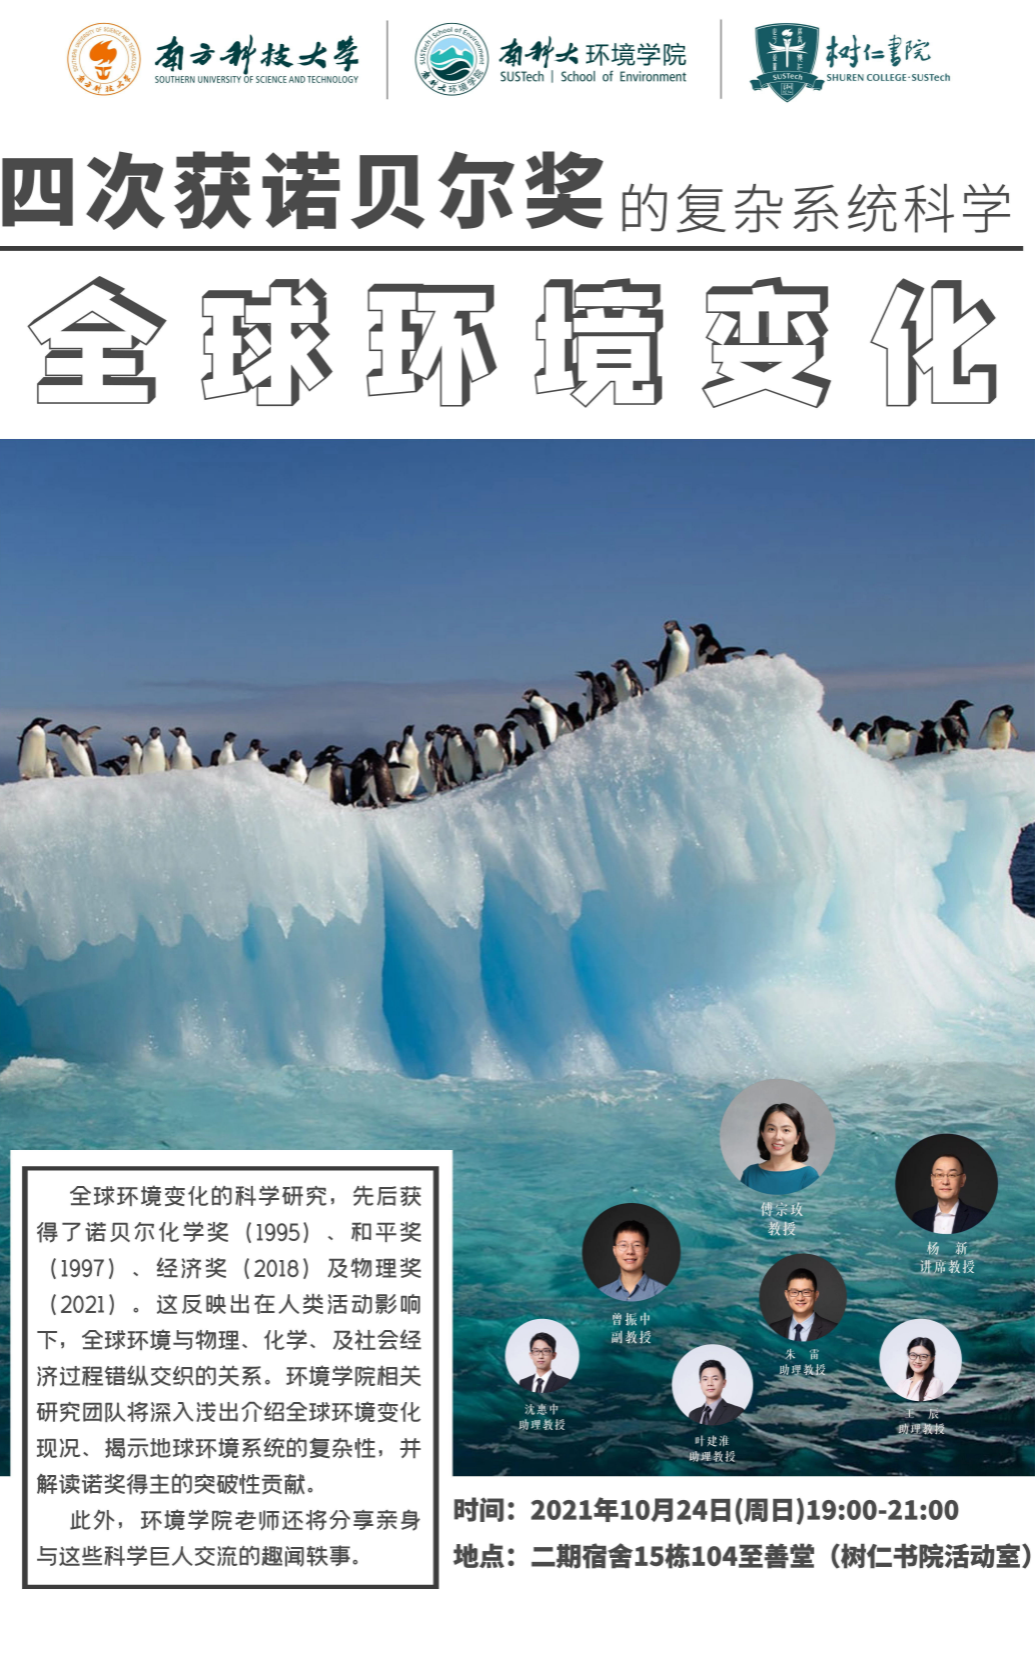 南方科技大学
SOUTHERN UNIVERSITY OF SCIENCE AND TECHNOLOGY
南科大环境学院
SUSTech | School of Environment
SUSTech
树仁書院
SHUREN COLLEGE·SUSTech
四次获诺贝尔奖的复杂系统科学
全球环境变化
傅宗玫
教授
杨 新
讲席教授
曾振中
副教授
朱 雷
助理教授
沈惠中
助理教授
叶建淮
助理教授
王 辰
助理教授
全球环境变化的科学研究，先后获
得了诺贝尔化学奖（1995）、和平奖
（1997）、经济奖（2018）及物理奖
（2021）。这反映出在人类活动影响
下，全球环境与物理、化学、及社会经
济过程错纵交织的关系。环境学院相关
研究团队将深入浅出介绍全球环境变化
现况、揭示地球环境系统的复杂性，并
解读诺奖得主的突破性贡献。
此外，环境学院老师还将分享亲身
与这些科学巨人交流的趣闻轶事。
时间：2021年10月24日(周日)19:00-21:00
地点：二期宿舍15栋104至善堂（树仁书院活动室）